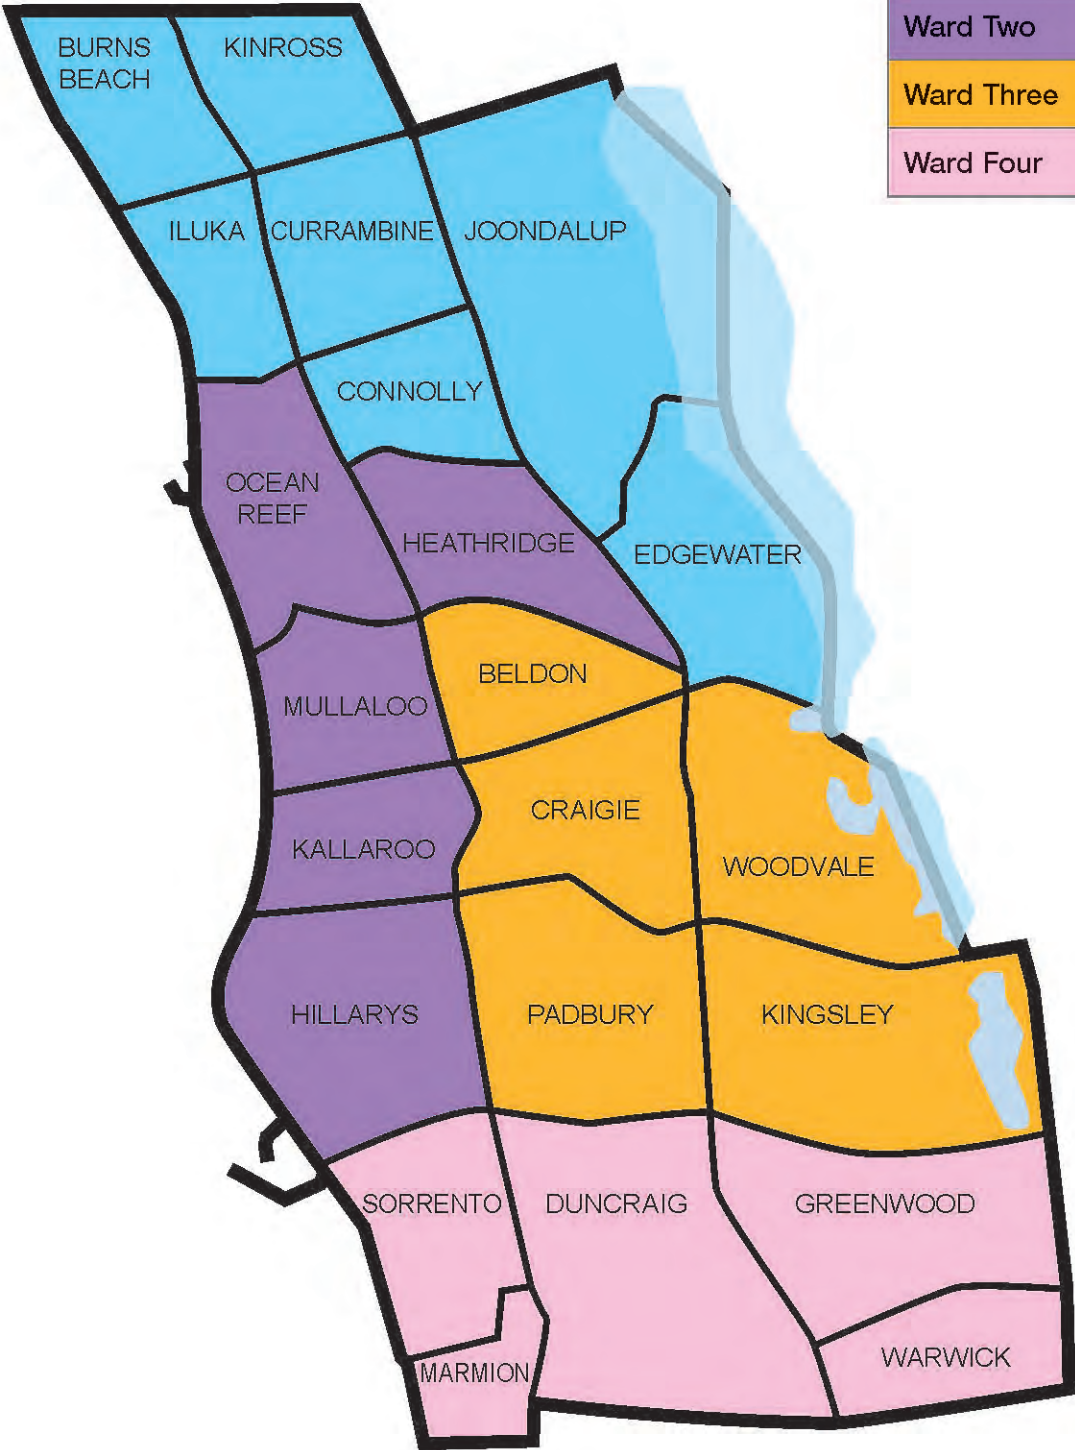 Ward Two
Ward Three
Ward Four
BURNS
BEACH
KINROSS
ILUKA
CURRAMBINE
JOONDALUP
CONNOLLY
OCEAN
REEF
HEATHRIDGE
EDGEWATER
BELDON
MULLALOO
CRAIGIE
KALLAROO
WOODVALE
HILLARYS
PADBURY
KINGSLEY
SORRENTO
DUNCRAIG
GREENWOOD
MARMION
WARWICK